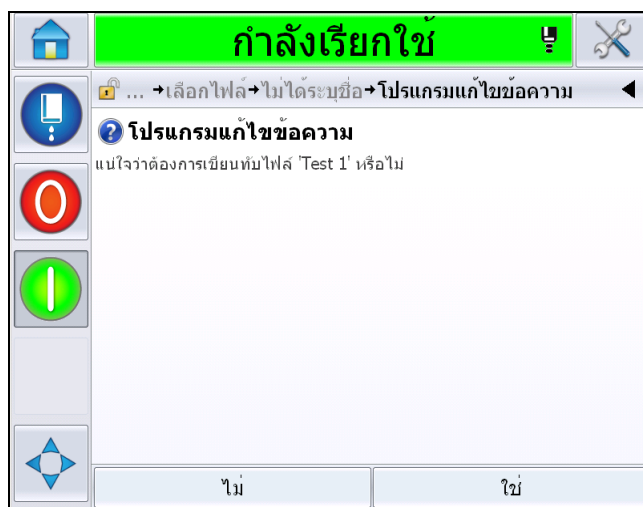 กำลังเรียกใช้
... →เลือกไฟล์→ไม่ได้ระบุชื่อ→โปรแกรมแก้ไขข้อความ
โปรแกรมแก้ไขข้อความ
แน่ใจว่าต้องการเขียนทับไฟล์ 'Test 1' หรือไม่
ไม่
ใช่